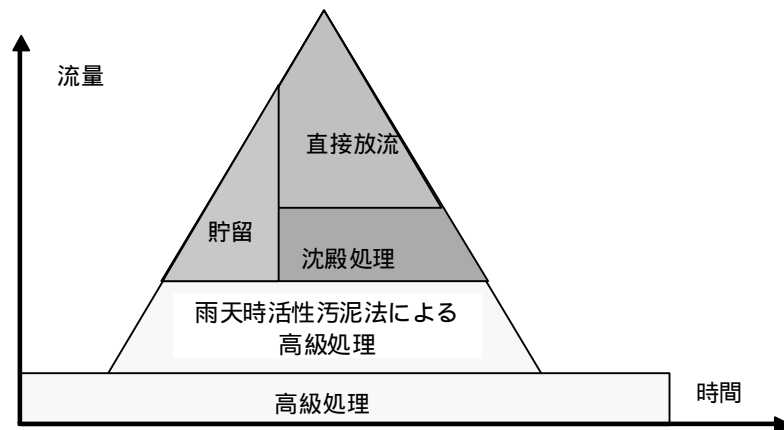 流量
直接放流
貯留
沈殿処理
雨天時活性汚泥法による
高級処理
時間
高級処理